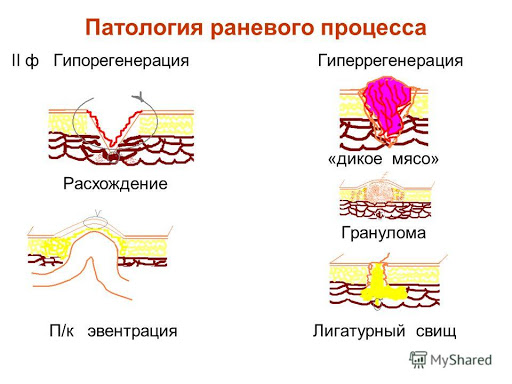 Патология раневого процесса
II ф Гипорегенерация
Гиперрегенерация
«дикое мясо»
Расхождение
Гранулома
П/к эвентрация
Лигатурный свищ
MyShared